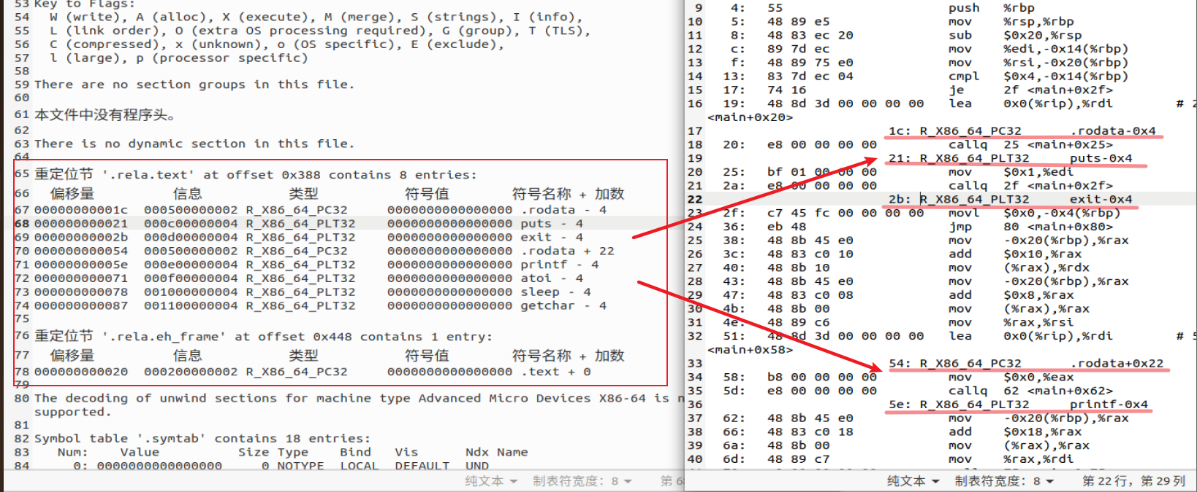 53 Key to Flags:
54   W (write), A (alloc), X (execute), M (merge), S (strings), I (info),
55   L (link order), O (extra OS processing required), G (group), T (TLS),
56   C (compressed), x (unknown), o (OS specific), E (exclude),
57   l (large), p (processor specific)
58
59 There are no section groups in this file.
60
61 本文件中没有程序头。
62
63 There is no dynamic section in this file.
64
65 重定位节 '.rela.text' at offset 0x388 contains 8 entries:
66   偏移量          信息           类型           符号值        符号名称 + 加数
67 00000000001c  000500000002 R_X86_64_PC32     0000000000000000 .rodata - 4
68 000000000021  000c00000004 R_X86_64_PLT32    0000000000000000 puts - 4
69 00000000002b  000d00000004 R_X86_64_PLT32    0000000000000000 exit - 4
70 000000000054  000500000002 R_X86_64_PC32     0000000000000000 .rodata + 22
71 00000000005e  000e00000004 R_X86_64_PLT32    0000000000000000 printf - 4
72 000000000071  000f00000004 R_X86_64_PLT32    0000000000000000 atoi - 4
73 000000000078  001000000004 R_X86_64_PLT32    0000000000000000 sleep - 4
74 000000000087  001100000004 R_X86_64_PLT32    0000000000000000 getchar - 4
75
76 重定位节 '.rela.eh_frame' at offset 0x448 contains 1 entry:
77   偏移量          信息           类型           符号值        符号名称 + 加数
78 000000000020  000200000002 R_X86_64_PC32     0000000000000000 .text + 0
79
80 The decoding of unwind sections for machine type Advanced Micro Devices X86-64 is n
supported.
81
82 Symbol table '.symtab' contains 18 entries:
83    Num:    Value          Size Type    Bind   Vis      Ndx Name
84      0: 0000000000000000     0 NOTYPE  LOCAL  DEFAULT  UND
纯文本 制表符宽度：8 第 68
9    4:   55                      push   %rbp
10    5:   48 89 e5                mov    %rsp,%rbp
11    8:   48 83 ec 20             sub    $0x20,%rsp
12    c:   89 7d ec                mov    %edi,-0x14(%rbp)
13    f:   48 89 75 e0             mov    %rsi,-0x20(%rbp)
14   13:   83 7d ec 04             cmpl   $0x4,-0x14(%rbp)
15   17:   74 16                   je     2f <main+0x2f>
16   19:   48 8d 3d 00 00 00 00    lea    0x0(%rip),%rdi        # 2
<main+0x20>
17                  1c: R_X86_64_PC32    .rodata-0x4
18   20:   e8 00 00 00 00          callq  25 <main+0x25>
19                  21: R_X86_64_PLT32   puts-0x4
20   25:   bf 01 00 00 00          mov    $0x1,%edi
21   2a:   e8 00 00 00 00          callq  2f <main+0x2f>
22                  2b: R_X86_64_PLT32   exit-0x4
23   2f:   c7 45 fc 00 00 00 00    movl   $0x0,-0x4(%rbp)
24   36:   eb 48                   jmp    80 <main+0x80>
25   38:   48 8b 45 e0             mov    -0x20(%rbp),%rax
26   3c:   48 83 c0 10             add    $0x10,%rax
27   40:   48 8b 10                mov    (%rax),%rdx
28   43:   48 8b 45 e0             mov    -0x20(%rbp),%rax
29   47:   48 83 c0 08             add    $0x8,%rax
30   4b:   48 8b 00                mov    (%rax),%rax
31   4e:   48 89 c6                mov    %rax,%rsi
32   51:   48 8d 3d 00 00 00 00    lea    0x0(%rip),%rdi        # 5
<main+0x58>
33                  54: R_X86_64_PC32    .rodata+0x22
34   58:   b8 00 00 00 00          mov    $0x0,%eax
35   5d:   e8 00 00 00 00          callq  62 <main+0x62>
36                  5e: R_X86_64_PLT32   printf-0x4
37   62:   48 8b 45 e0             mov    -0x20(%rbp),%rax
38   66:   48 83 c0 18             add    $0x18,%rax
39   6a:   48 8b 00                mov    (%rax),%rax
40   6d:   48 89 c7                mov    %rax,%rdi
纯文本 制表符宽度：8 第 22 行，第 29 列